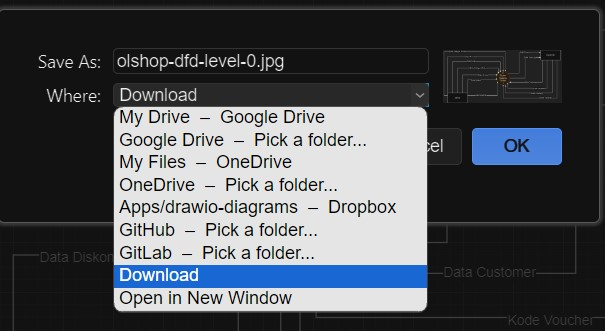 Save As: olshop-dfd-level-0.jpg
Where: Download
My Drive – Google Drive
Google Drive – Pick a folder...
My Files – OneDrive
OneDrive – Pick a folder...
Apps/drawio-diagrams – Dropbox
GitHub – Pick a folder...
GitLab – Pick a folder...
Download
Open in New Window
cel
OK
Data Diskon
Data Customer
Kode Voucher